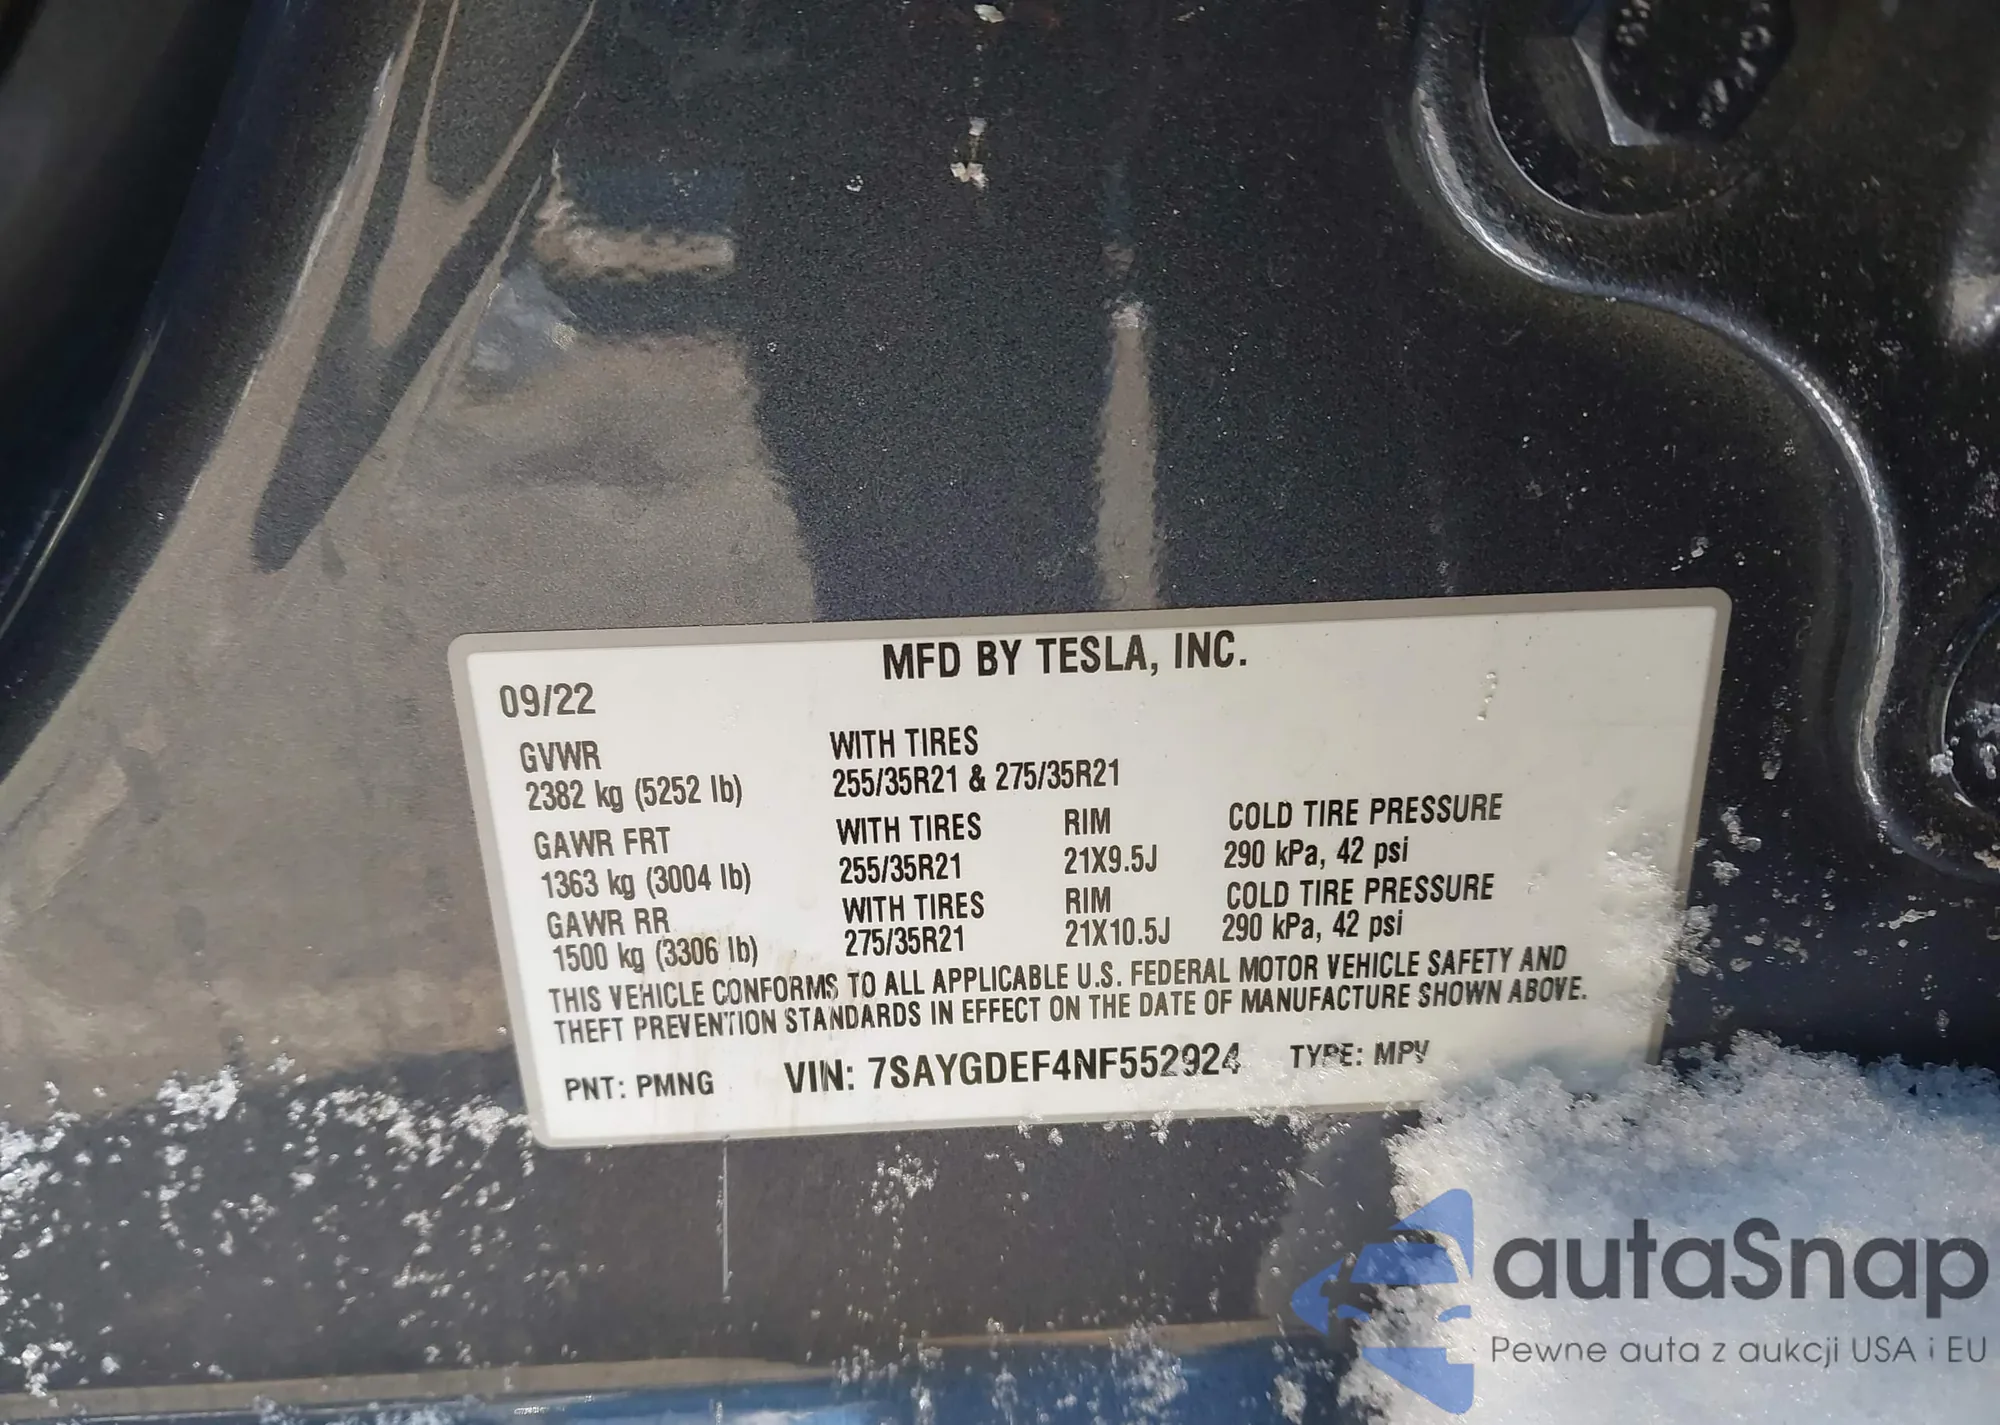 MFD BY TESLA, INC.
09/22
GVWR WITH TIRES
2382 kg (5252 lb) 255/35R21 & 275/35R21
GAWR FRT WITH TIRES RIM COLD TIRE PRESSURE
1363 kg (3004 lb) 255/35R21 21X9.5J 290 kPa, 42 psi
GAWR RR WITH TIRES RIM COLD TIRE PRESSURE
1500 kg (3306 lb) 275/35R21 21X10.5J 290 kPa, 42 psi
THIS VEHICLE CONFORMS TO ALL APPLICABLE U.S. FEDERAL MOTOR VEHICLE SAFETY AND
THEFT PREVENTION STANDARDS IN EFFECT ON THE DATE OF MANUFACTURE SHOWN ABOVE.
PNT: PMNG VIN: 7SAYGDEF4NF552924 TYPE: MPV
autaSnap
Pewne auta z aukcji USA i EU